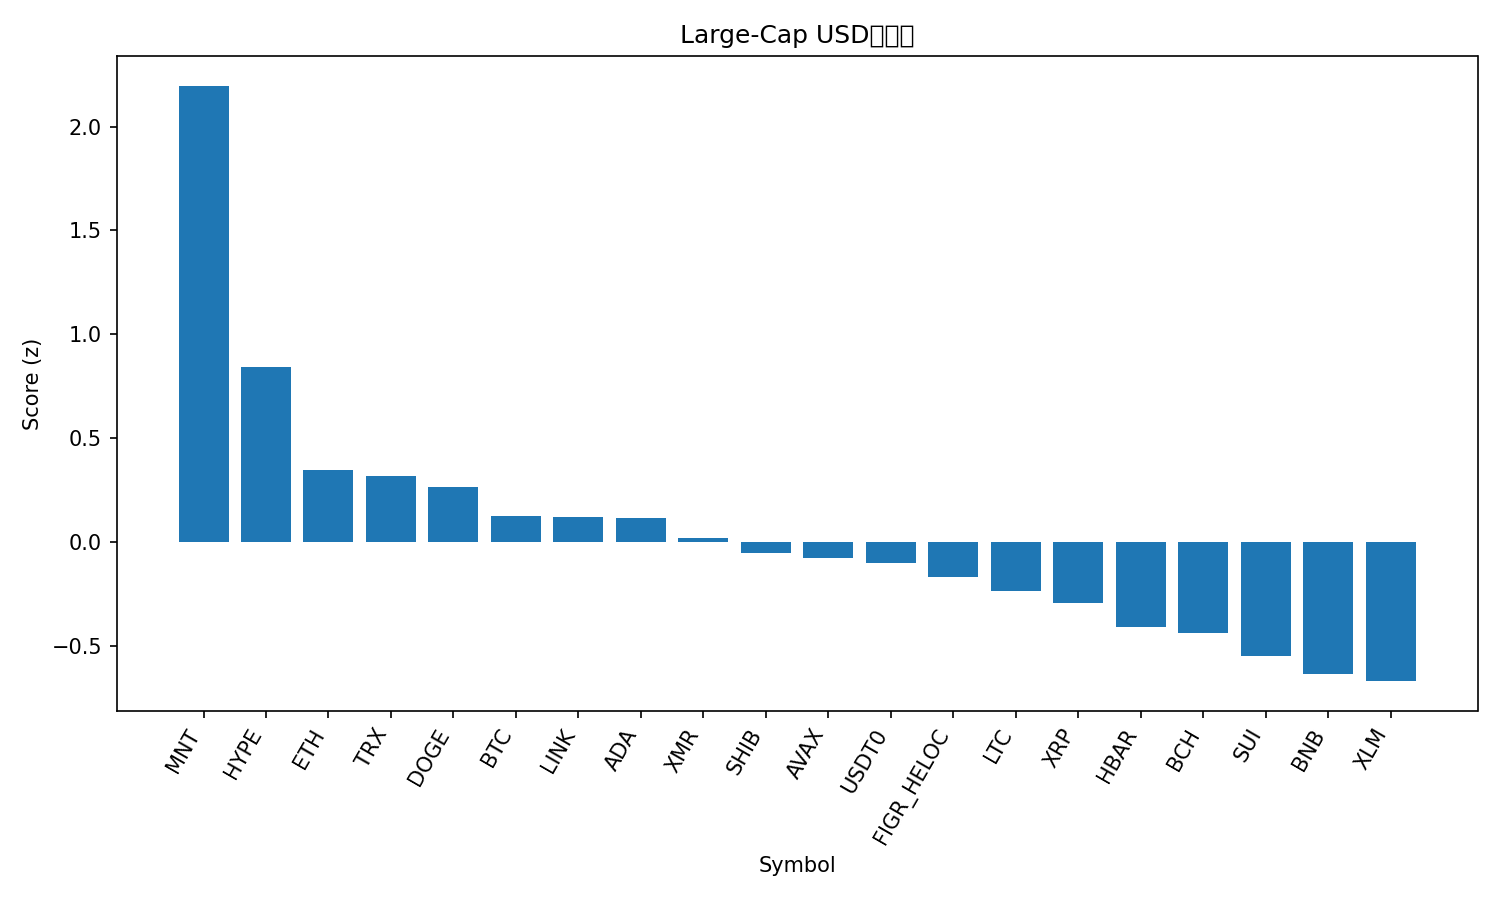 Large-Cap USD
Score (z)
2.0
1.5
1.0
0.5
0.0
−0.5
MNT
HYPE
ETH
TRX
DOGE
BTC
LINK
ADA
XMR
SHIB
AVAX
USDT0
FIGR_HELOC
LTC
XRP
HBAR
BCH
SUI
BNB
XLM
Symbol